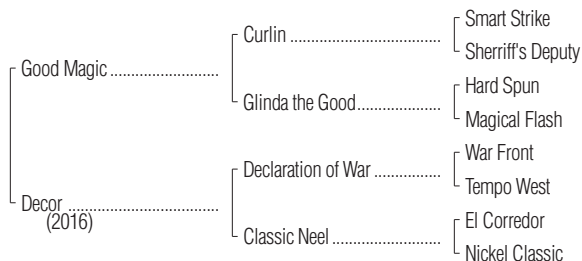 Smart Strike
Curlin
Sherriff's Deputy
Good Magic
Hard Spun
Glinda the Good
Magical Flash
War Front
Declaration of War
Tempo West
Decor
(2016)
El Corredor
Classic Neel
Nickel Classic